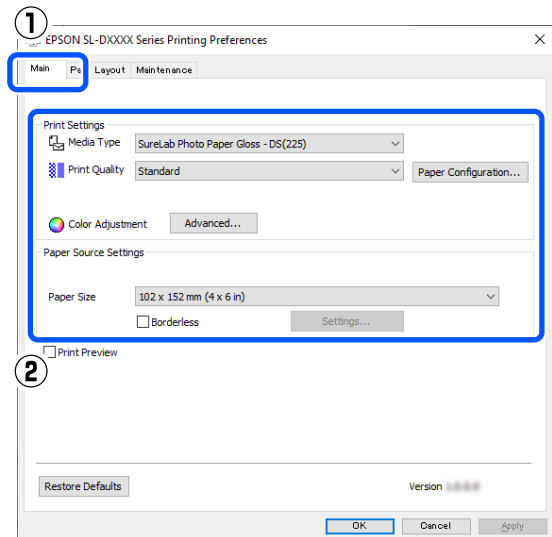 ①
EPSON SL-DXXXX Series Printing Preferences
Main Layout Maintenance
Print Settings
Media Type SureLab Photo Paper Gloss - DS(225)
Print Quality Standard Paper Configuration...
Color Adjustment Advanced...
Paper Source Settings
Paper Size 102 x 152 mm (4 x 6 in)
Borderless Settings...
Print Preview
②
Restore Defaults Version
OK Cancel Apply